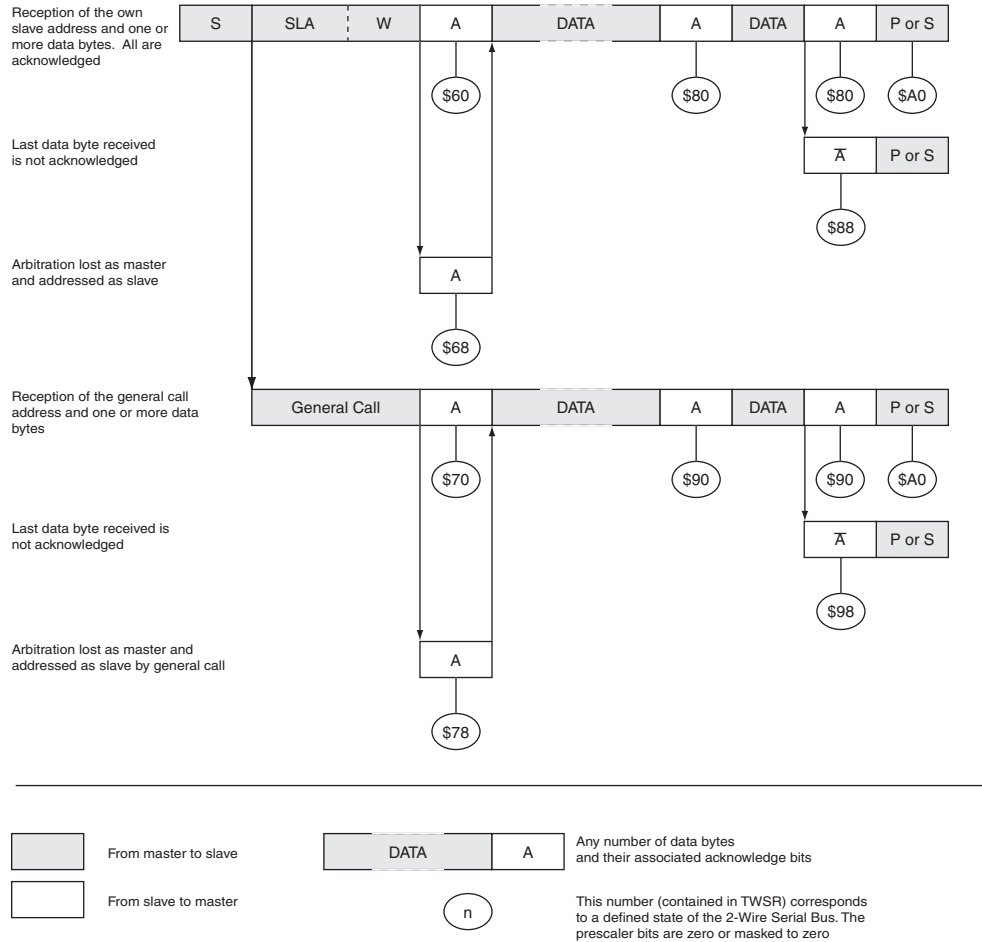 Reception of the own
slave address and one or
more data bytes. All are
acknowledged
S SLA W A DATA A DATA A P or S
$60 $80 $80 $A0
Last data byte received
is not acknowledged
A̅ P or S
$88
Arbitration lost as master
and addressed as slave
A
$68
Reception of the general call
address and one or more data
bytes
General Call A DATA A DATA A P or S
$70 $90 $90 $A0
Last data byte received is
not acknowledged
A̅ P or S
$98
Arbitration lost as master and
addressed as slave by general call
A
$78
From master to slave
DATA A
Any number of data bytes
and their associated acknowledge bits
From slave to master
n
This number (contained in TWSR) corresponds
to a defined state of the 2-Wire Serial Bus. The
prescaler bits are zero or masked to zero